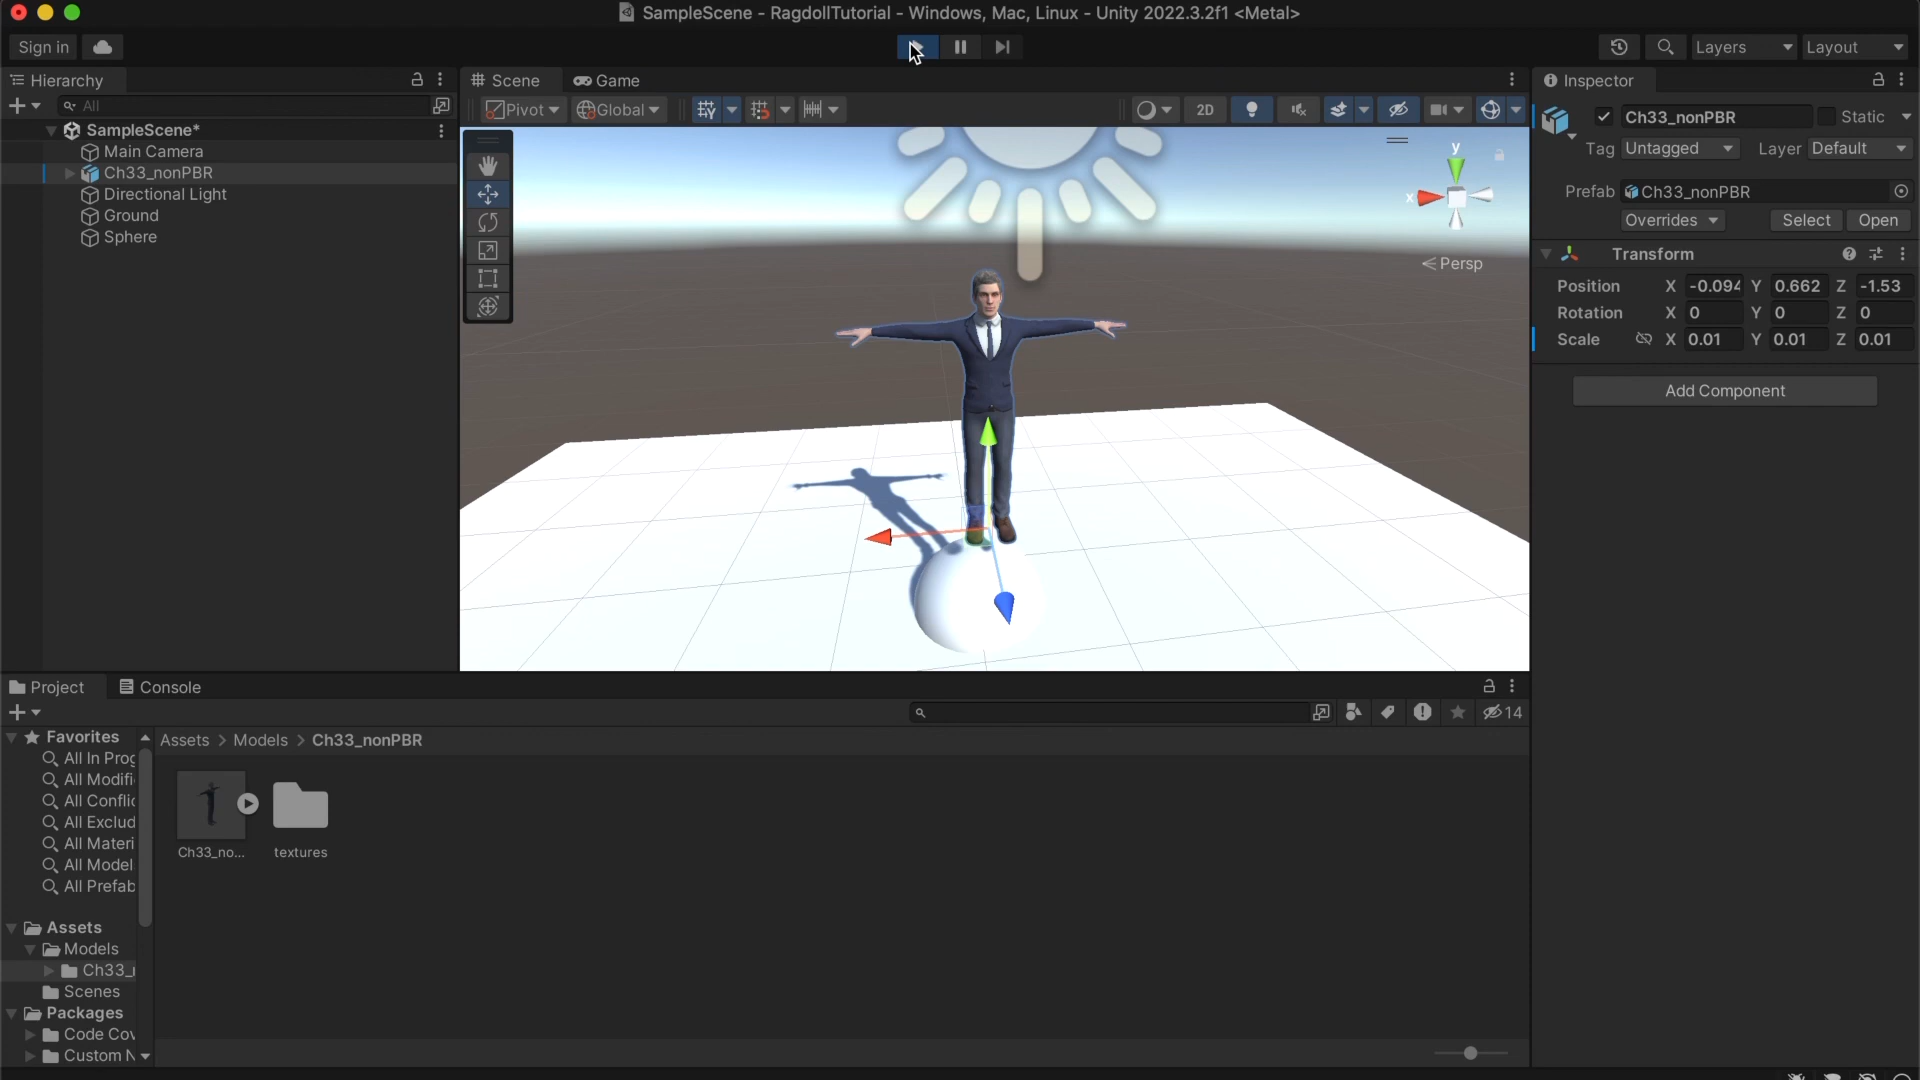 SampleScene - RagdollTutorial - Windows, Mac, Linux - Unity 2022.3.2f1 <Metal>
Sign in
Layers
Layout
Hierarchy
All
SampleScene*
Main Camera
Ch33_nonPBR
Directional Light
Ground
Sphere
Scene
Game
Pivot
Global
2D
y
x
Persp
Inspector
Ch33_nonPBR
Static
Tag Untagged
Layer Default
Prefab Ch33_nonPBR
Overrides
Select
Open
Transform
Position X -0.094 Y 0.662 Z -1.53
Rotation X 0 Y 0 Z 0
Scale X 0.01 Y 0.01 Z 0.01
Add Component
Project
Console
14
Favorites
All In Prog
All Modifi
All Conflic
All Exclud
All Materi
All Model
All Prefab
Assets
Models
Ch33_
Scenes
Packages
Code Cov
Custom N
Assets > Models > Ch33_nonPBR
Ch33_no...
textures